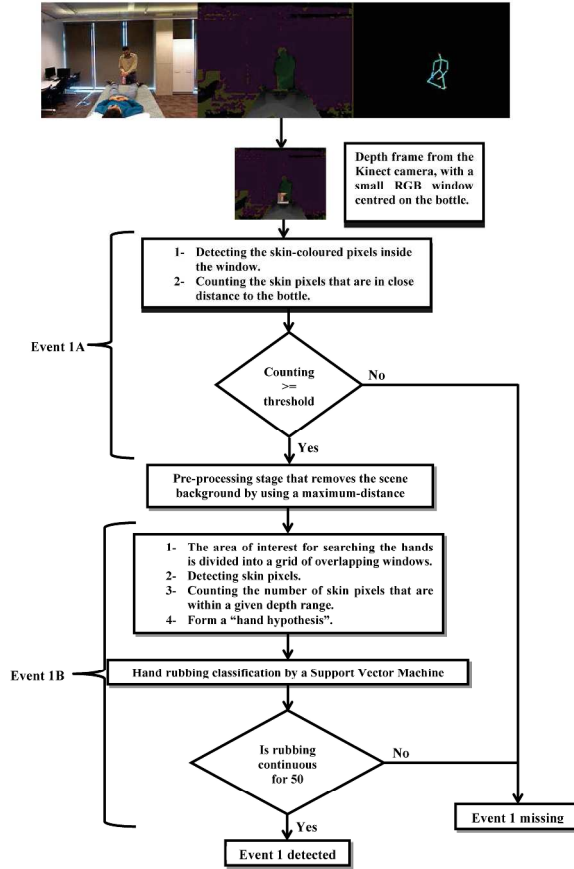 Depth frame from the
Kinect camera, with a
small RGB window
centred on the bottle.
1- Detecting the skin-coloured pixels inside
the window.
2- Counting the skin pixels that are in close
distance to the bottle.
Event 1A
Counting
>=
threshold
No
Yes
Pre-processing stage that removes the scene
background by using a maximum-distance
1- The area of interest for searching the hands
is divided into a grid of overlapping windows.
2- Detecting skin pixels.
3- Counting the number of skin pixels that are
within a given depth range.
4- Form a “hand hypothesis”.
Event 1B
Hand rubbing classification by a Support Vector Machine
Is rubbing
continuous
for 50
No
Yes
Event 1 missing
Event 1 detected